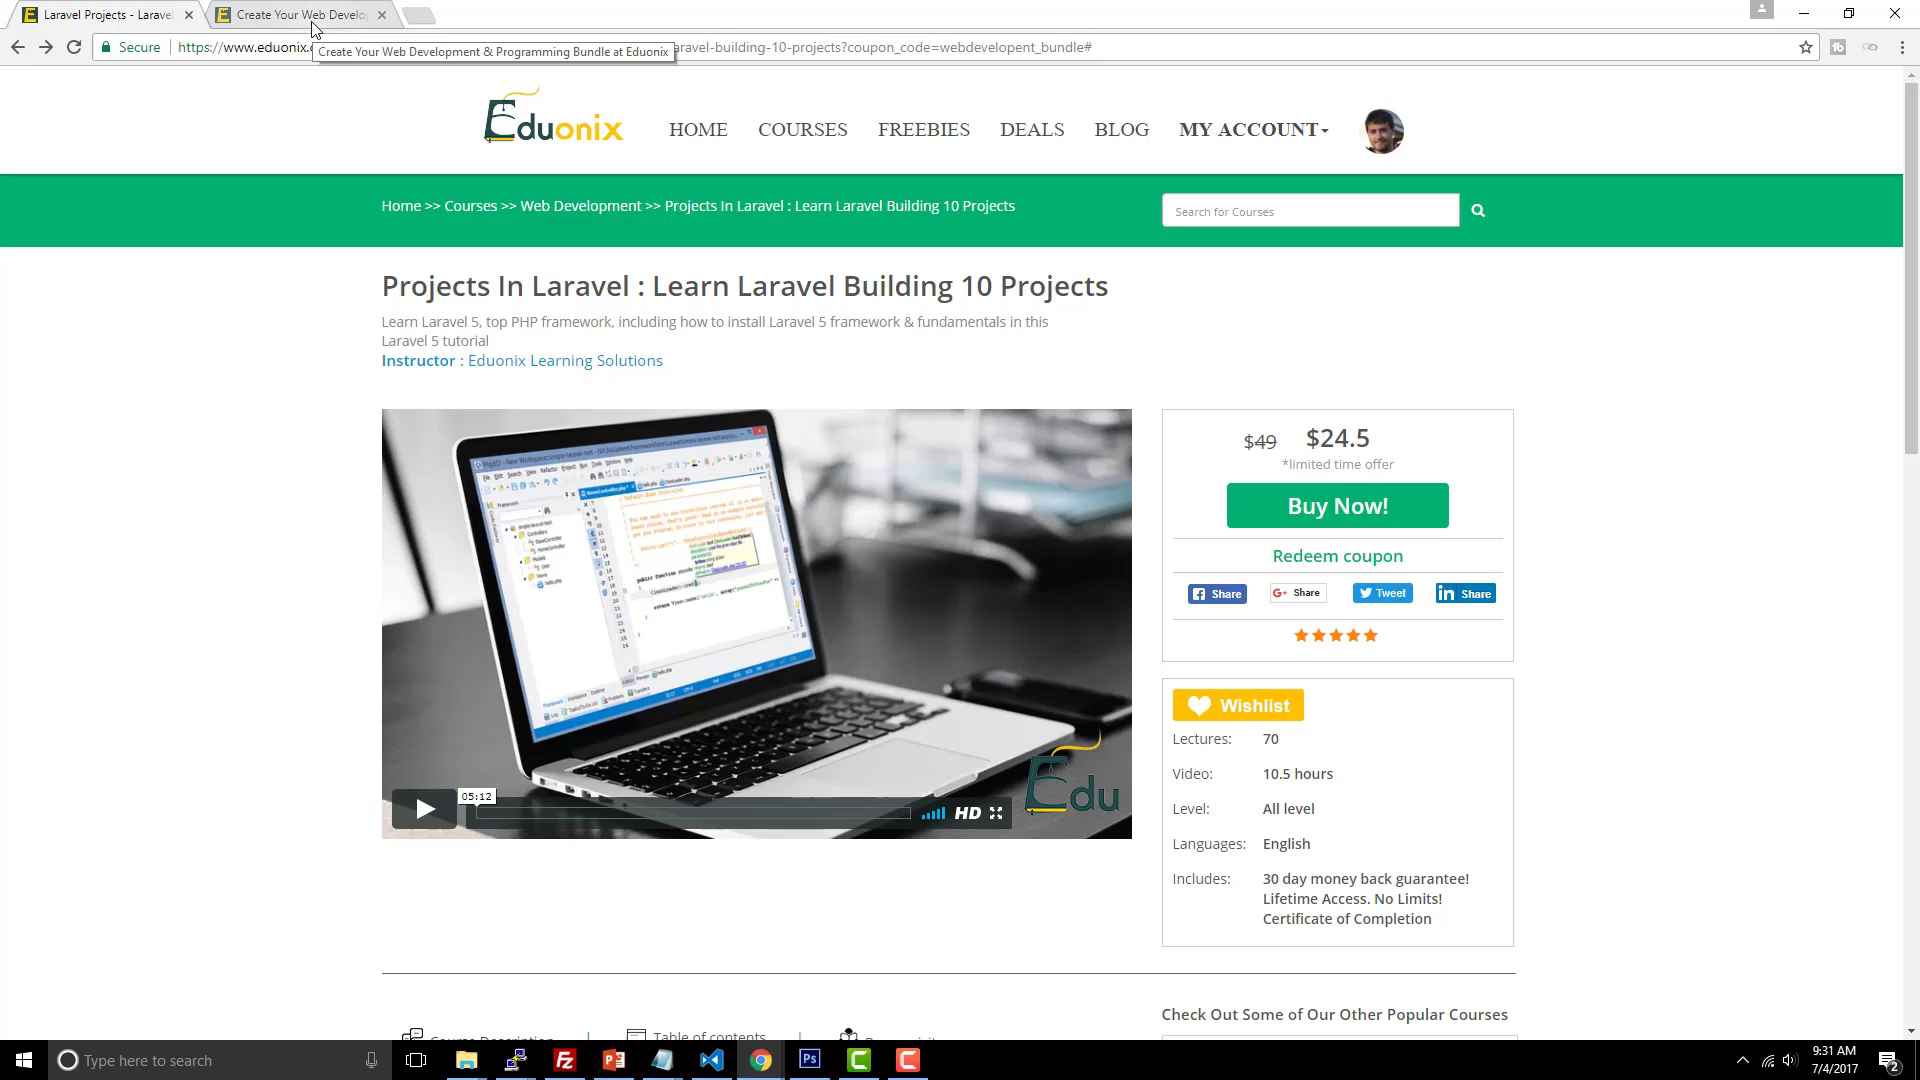 Laravel Projects - Larave
Create Your Web Develo
Secure
https://www.eduonix.
aravel-building-10-projects?coupon_code=webdevelopent_bundle#
Create Your Web Development & Programming Bundle at Eduonix
Eduonix
HOME
COURSES
FREEBIES
DEALS
BLOG
MY ACCOUNT
Home >> Courses >> Web Development >> Projects In Laravel : Learn Laravel Building 10 Projects
Search for Courses
Projects In Laravel : Learn Laravel Building 10 Projects
Learn Laravel 5, top PHP framework, including how to install Laravel 5 framework & fundamentals in this
Laravel 5 tutorial
Instructor : Eduonix Learning Solutions
$49 $24.5
*limited time offer
Buy Now!
Redeem coupon
Share
G+ Share
Tweet
in Share
05:12
HD
Edu
Wishlist
Lectures: 70
Video: 10.5 hours
Level: All level
Languages: English
Includes: 30 day money back guarantee!
Lifetime Access. No Limits!
Certificate of Completion
Course Description
Table of contents
Check Out Some of Our Other Popular Courses
Type here to search
Ps
9:31 AM
7/4/2017
2